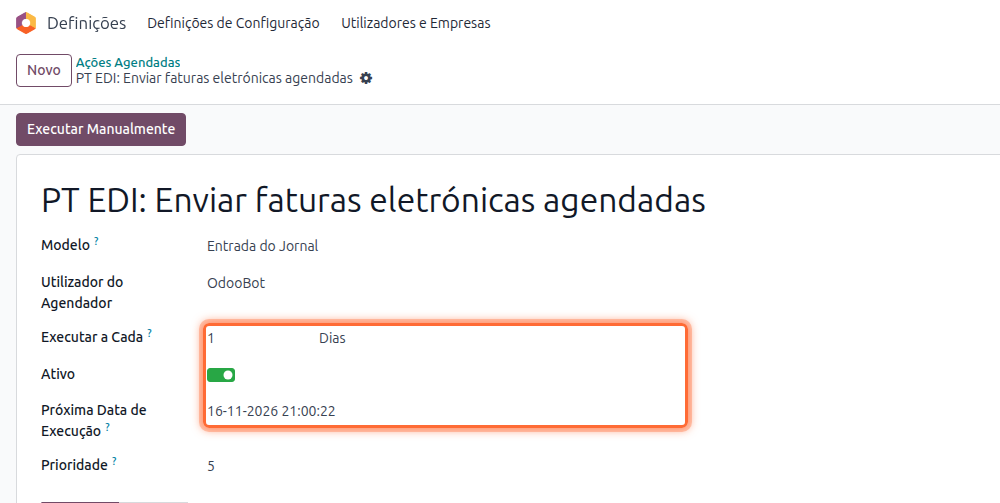 Definições Definições de Configuração Utilizadores e Empresas
Novo Ações Agendadas
PT EDI: Enviar faturas eletrónicas agendadas
Executar Manualmente
PT EDI: Enviar faturas eletrónicas agendadas
Modelo ? Entrada do Jornal
Utilizador do Agendador OdooBot
Executar a Cada ? 1 Dias
Ativo
Próxima Data de Execução ? 16-11-2026 21:00:22
Prioridade ? 5